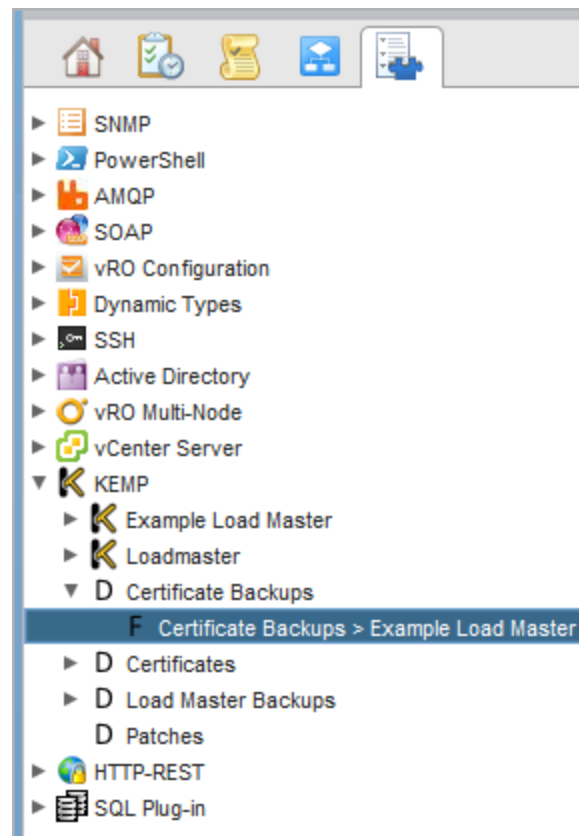 SNMP
PowerShell
AMQP
SOAP
vRO Configuration
Dynamic Types
SSH
Active Directory
vRO Multi-Node
vCenter Server
KEMP
Example Load Master
Loadmaster
D Certificate Backups
F Certificate Backups > Example Load Master
D Certificates
D Load Master Backups
D Patches
HTTP-REST
SQL Plug-in